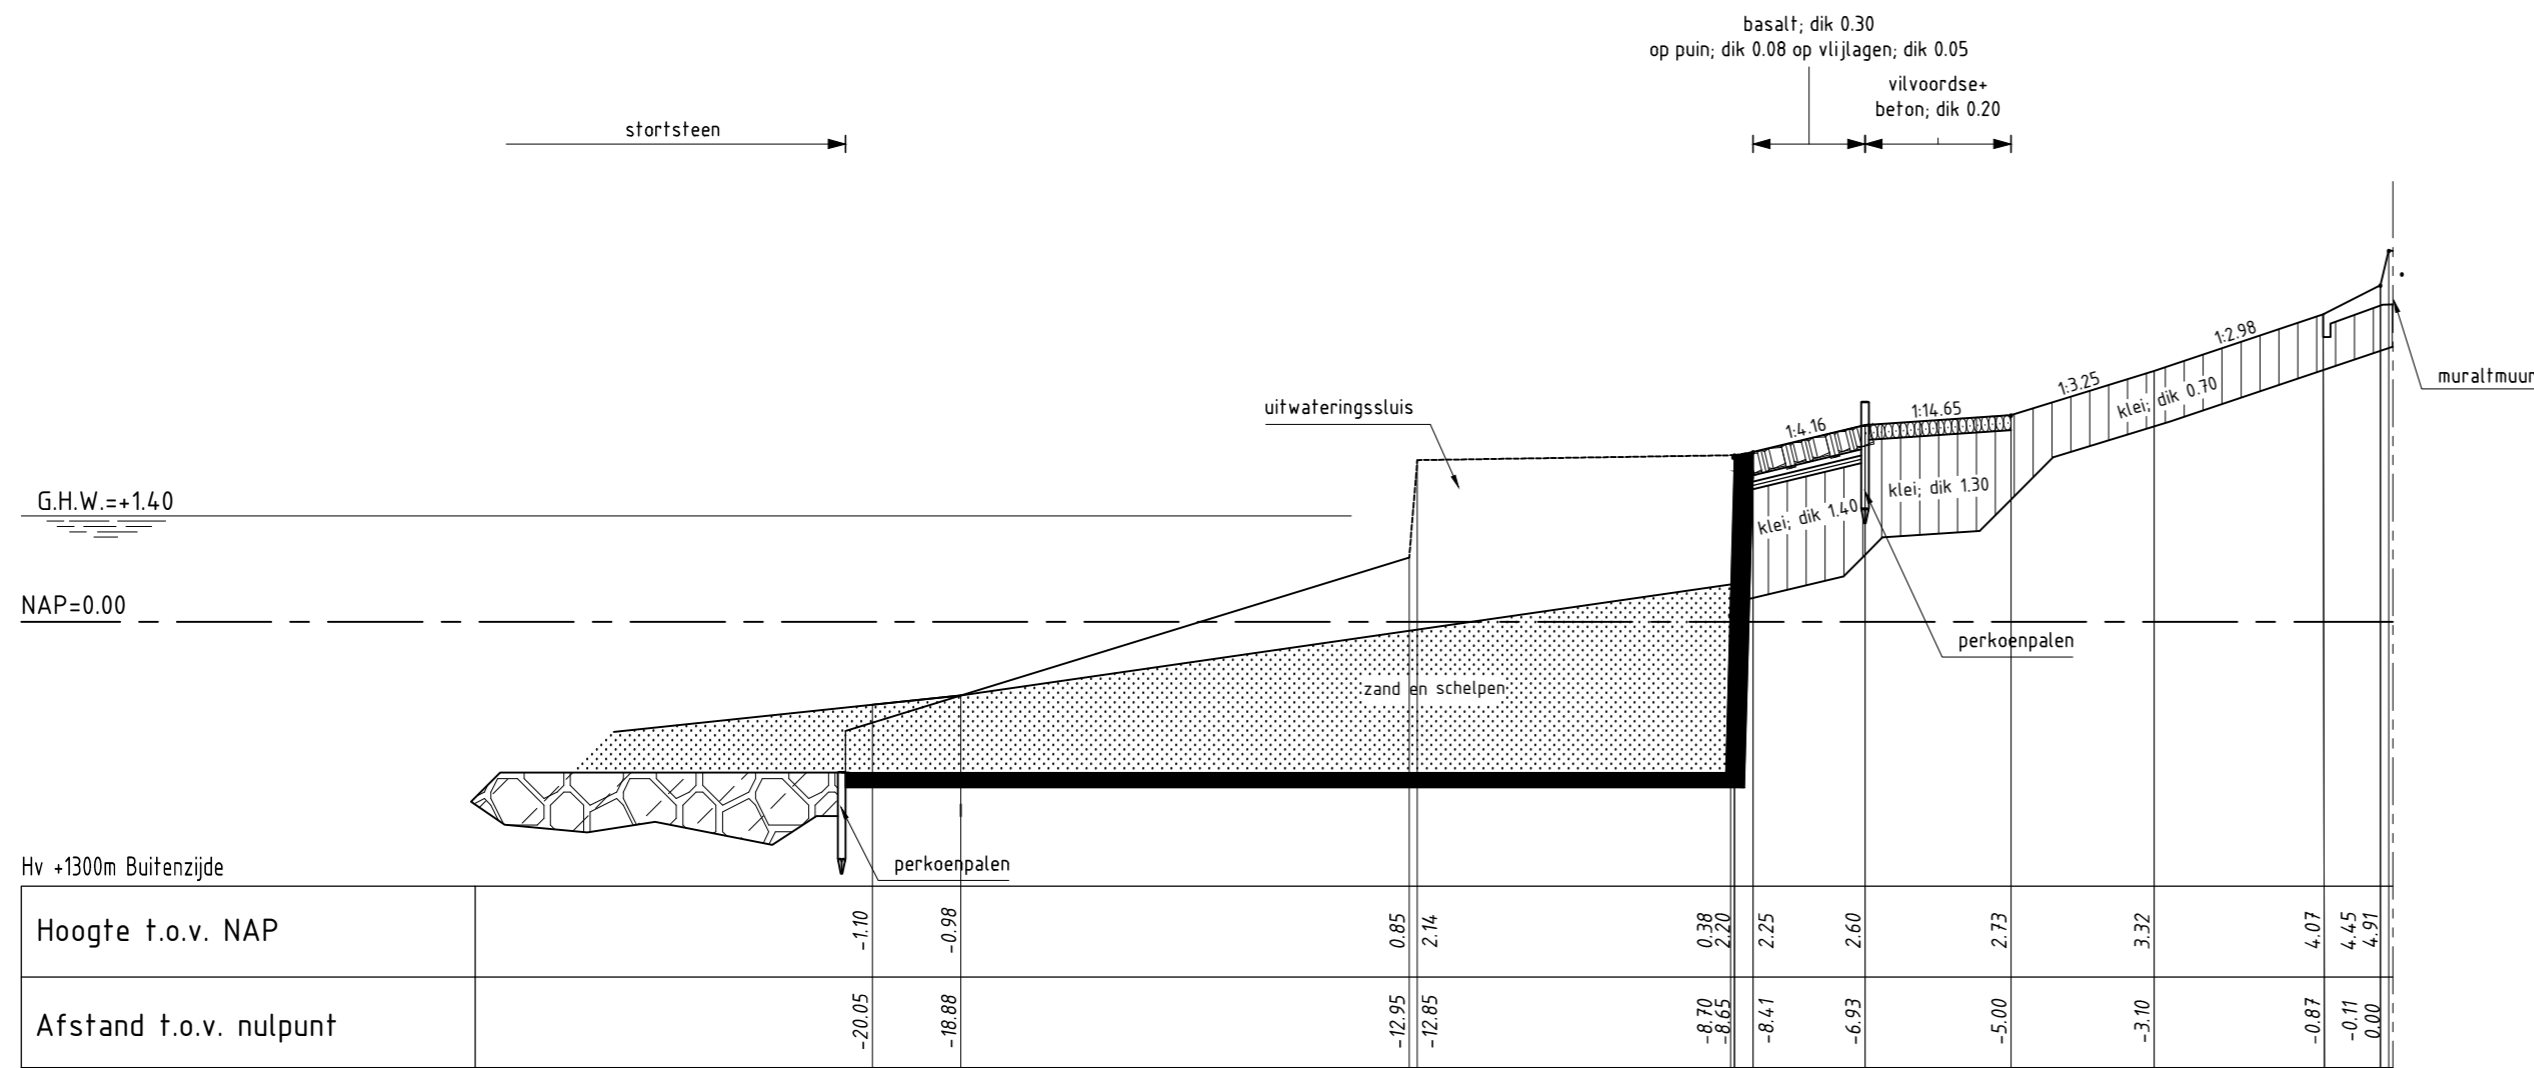 basalt; dik 0.30
op puin; dik 0.08 op vlijlagen; dik 0.05
vilvoordse+
beton; dik 0.20
stortsteen
1:2.98
1:3.25
muraltmuur
klei; dik 0.70
uitwateringssluis
1:14.65
1:4.16
G.H.W.=+1.40
klei; dik 1.30
klei; dik 1.40
NAP=0.00
perkoenpalen
zand en schelpen
perkoenpalen
Hv +1300m Buitenzijde
Hoogte t.o.v. NAP -1.10 -0.98 0.85 2.14 0.38 2.20 2.25 2.60 2.73 3.32 4.07 4.45 4.91
Afstand t.o.v. nulpunt -20.05 -18.88 -12.95 -12.85 -8.70 -8.65 -8.41 -6.93 -5.00 -3.10 -0.87 -0.11 0.00